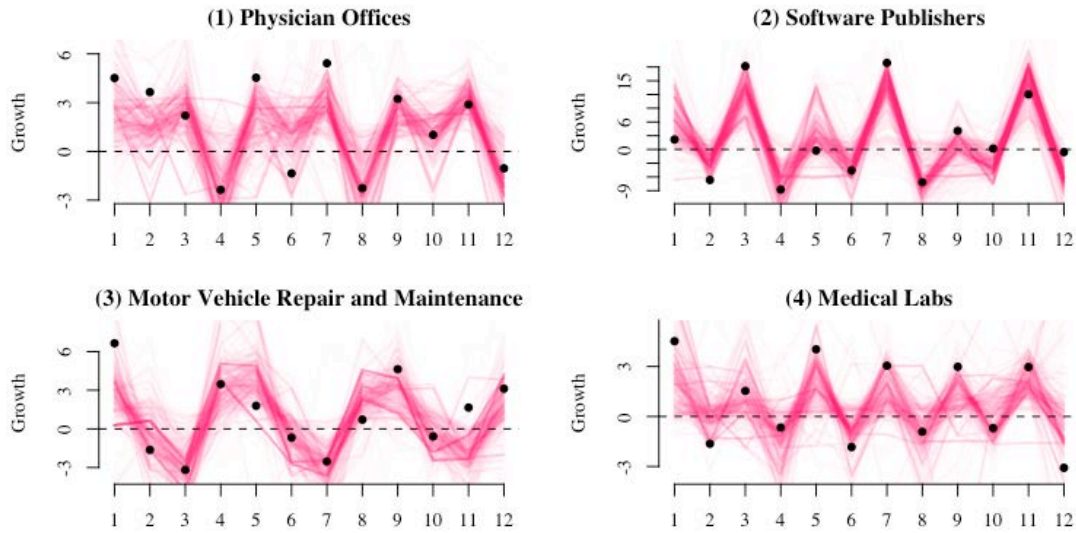 (1) Physician Offices
Growth
6
3
0
-3
1 2 3 4 5 6 7 8 9 10 11 12
(2) Software Publishers
Growth
15
6
0
-9
1 2 3 4 5 6 7 8 9 10 11 12
(3) Motor Vehicle Repair and Maintenance
Growth
6
3
0
-3
1 2 3 4 5 6 7 8 9 10 11 12
(4) Medical Labs
Growth
3
0
-3
1 2 3 4 5 6 7 8 9 10 11 12